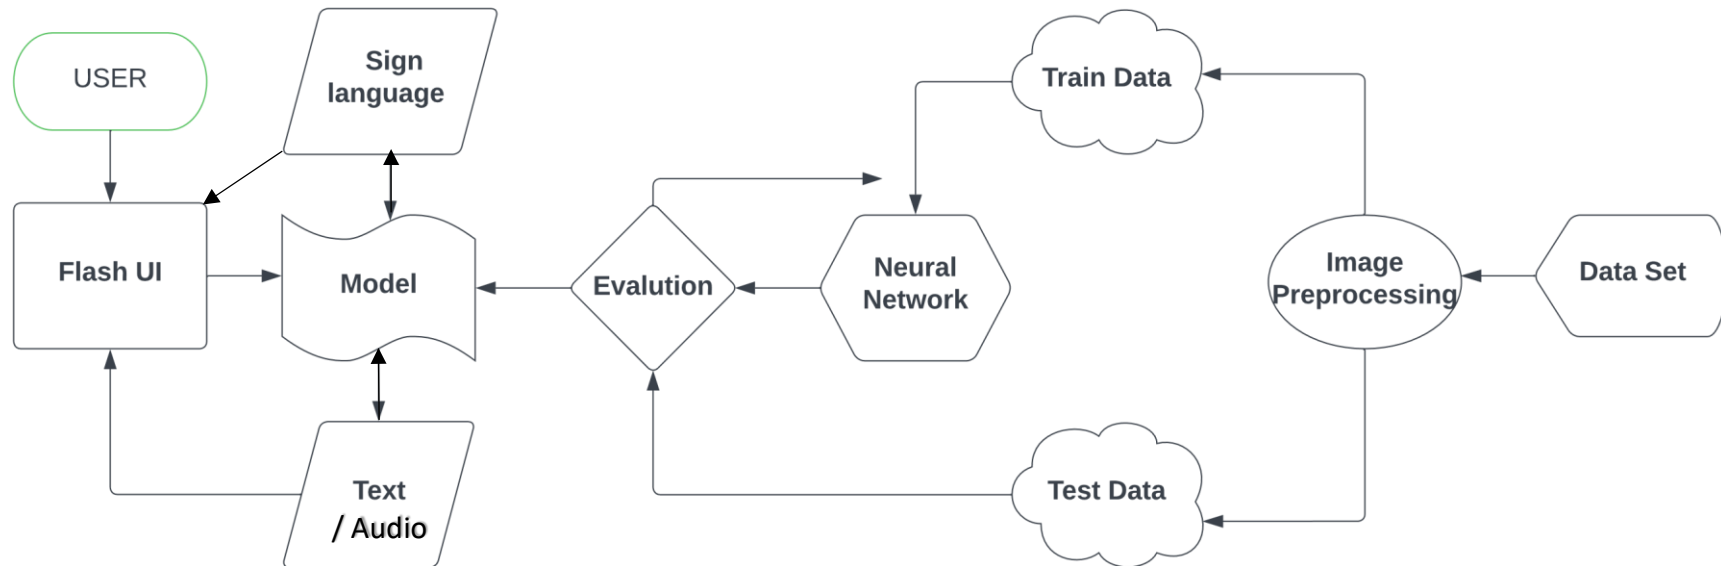 USER
Sign
language
Train Data
Flash UI
Model
Evalution
Neural
Network
Image
Preprocessing
Data Set
Text
/ Audio
Test Data